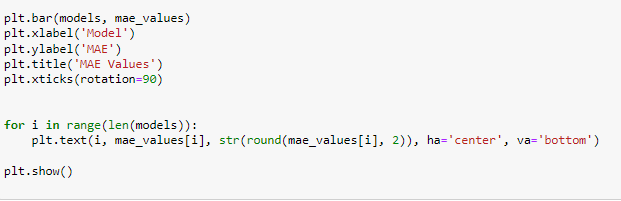 plt.bar(models, mae_values)
plt.xlabel('Model')
plt.ylabel('MAE')
plt.title('MAE Values')
plt.xticks(rotation=90)
for i in range(len(models)):
    plt.text(i, mae_values[i], str(round(mae_values[i], 2)), ha='center', va='bottom')
plt.show()